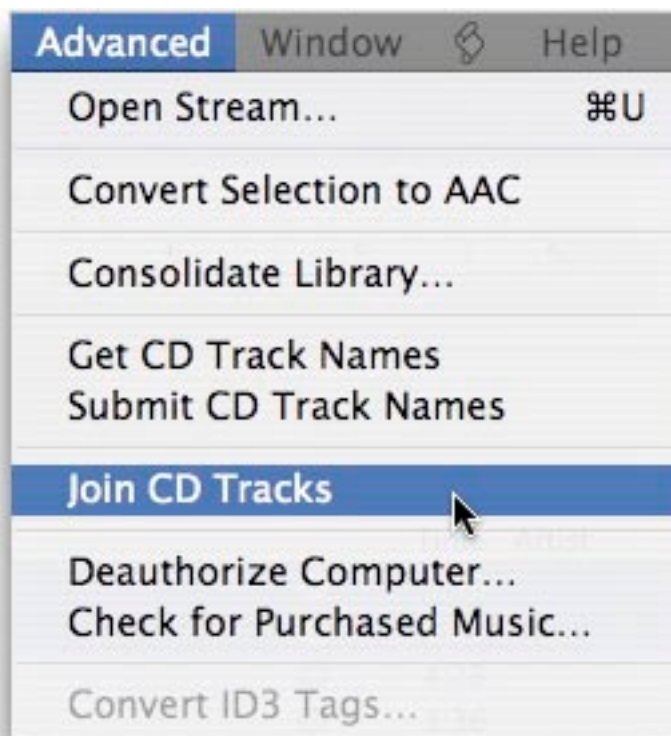 Advanced Window Help
Open Stream... ⌘U
Convert Selection to AAC
Consolidate Library...
Get CD Track Names
Submit CD Track Names
Join CD Tracks
Deauthorize Computer...
Check for Purchased Music...
Convert ID3 Tags...